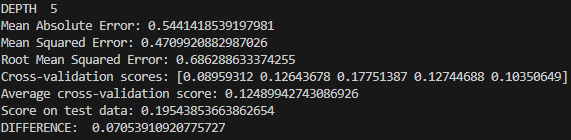 DEPTH  5
Mean Absolute Error: 0.5441418539197981
Mean Squared Error: 0.4709920882987026
Root Mean Squared Error: 0.686288633374255
Cross-validation scores: [0.08959312 0.12643678 0.17751387 0.12744688 0.10350649]
Average cross-validation score: 0.12489942743086926
Score on test data: 0.19543853663862654
DIFFERENCE:  0.07053910920775727